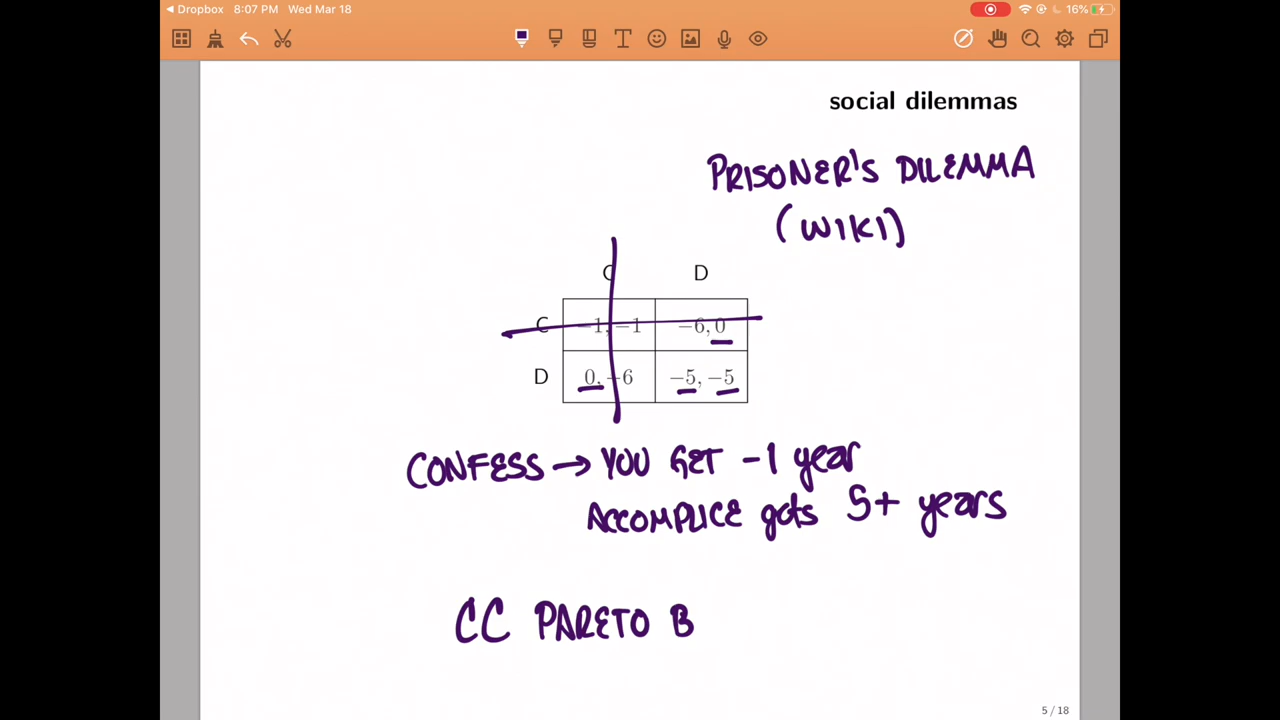 Dropbox 8:07 PM Wed Mar 18 16%
social dilemmas
PRISONER'S DILEMMA
(WIKI)
C D
C −1, −1 −6, 0
D 0, −6 −5, −5
CONFESS → YOU GET -1 year
ACCOMPLICE gets 5+ years
CC PARETO B
5 / 18